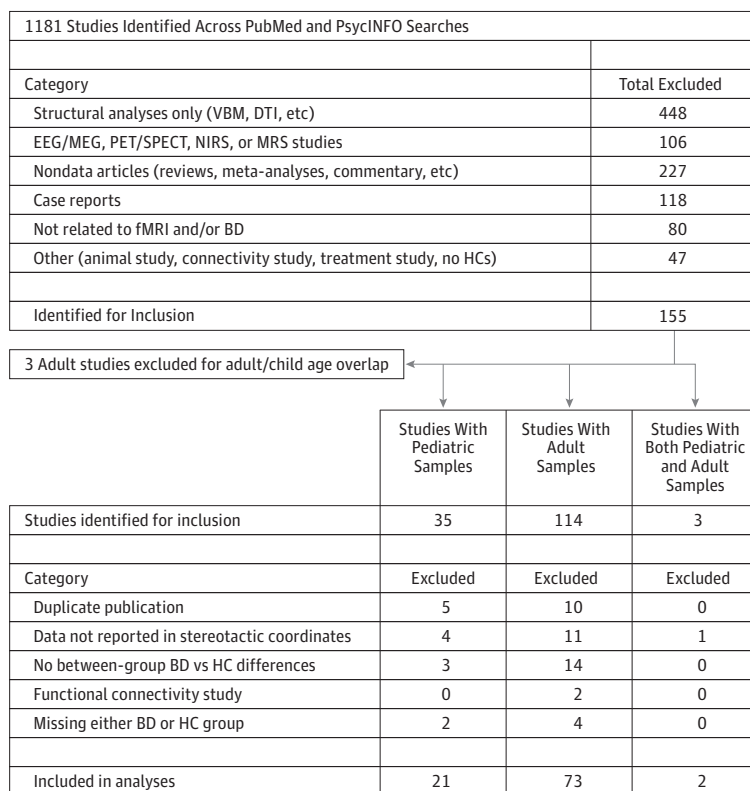 1181 Studies Identified Across PubMed and PsycINFO Searches
Category Total Excluded
Structural analyses only (VBM, DTI, etc) 448
EEG/MEG, PET/SPECT, NIRS, or MRS studies 106
Nondata articles (reviews, meta-analyses, commentary, etc) 227
Case reports 118
Not related to fMRI and/or BD 80
Other (animal study, connectivity study, treatment study, no HCs) 47
Identified for Inclusion 155
3 Adult studies excluded for adult/child age overlap
Studies With
Pediatric
Samples
Studies With
Adult
Samples
Studies With
Both Pediatric
and Adult
Samples
Studies identified for inclusion 35 114 3
Category Excluded Excluded Excluded
Duplicate publication 5 10 0
Data not reported in stereotactic coordinates 4 11 1
No between-group BD vs HC differences 3 14 0
Functional connectivity study 0 2 0
Missing either BD or HC group 2 4 0
Included in analyses 21 73 2